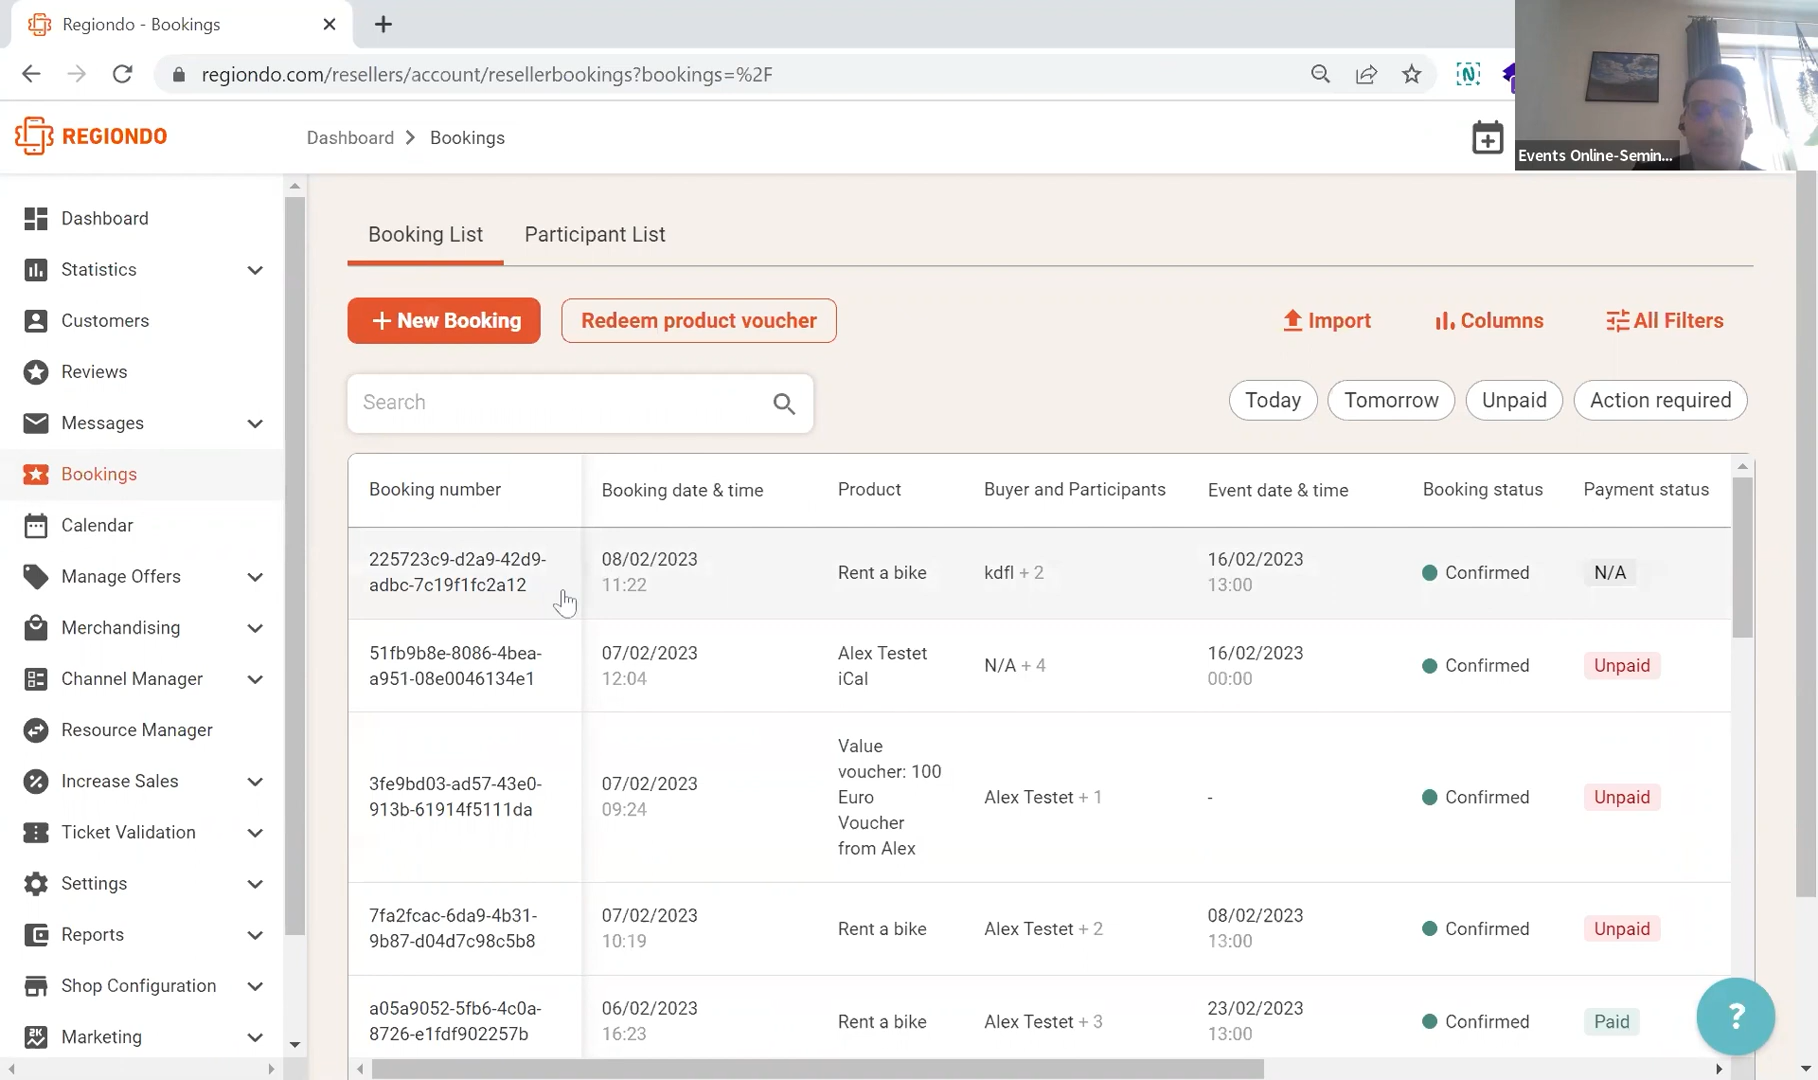 Regiondo - Bookings
regiondo.com/resellers/account/resellerbookings?bookings=%2F
Events Online-Semin...
REGIONDO
Dashboard > Bookings
Dashboard
Statistics
Customers
Reviews
Messages
Bookings
Calendar
Manage Offers
Merchandising
Channel Manager
Resource Manager
Increase Sales
Ticket Validation
Settings
Reports
Shop Configuration
Marketing
Booking List Participant List
+ New Booking Redeem product voucher Import Columns All Filters
Search Today Tomorrow Unpaid Action required
Booking number Booking date & time Product Buyer and Participants Event date & time Booking status Payment status
225723c9-d2a9-42d9-
adbc-7c19f1fc2a12
08/02/2023
11:22
Rent a bike
kdfl + 2
16/02/2023
13:00
Confirmed
N/A
51fb9b8e-8086-4bea-
a951-08e0046134e1
07/02/2023
12:04
Alex Testet
iCal
N/A + 4
16/02/2023
00:00
Confirmed
Unpaid
3fe9bd03-ad57-43e0-
913b-61914f5111da
07/02/2023
09:24
Value
voucher: 100
Euro
Voucher
from Alex
Alex Testet + 1
-
Confirmed
Unpaid
7fa2fcac-6da9-4b31-
9b87-d04d7c98c5b8
07/02/2023
10:19
Rent a bike
Alex Testet + 2
08/02/2023
13:00
Confirmed
Unpaid
a05a9052-5fb6-4c0a-
8726-e1fdf902257b
06/02/2023
16:23
Rent a bike
Alex Testet + 3
23/02/2023
13:00
Confirmed
Paid
?